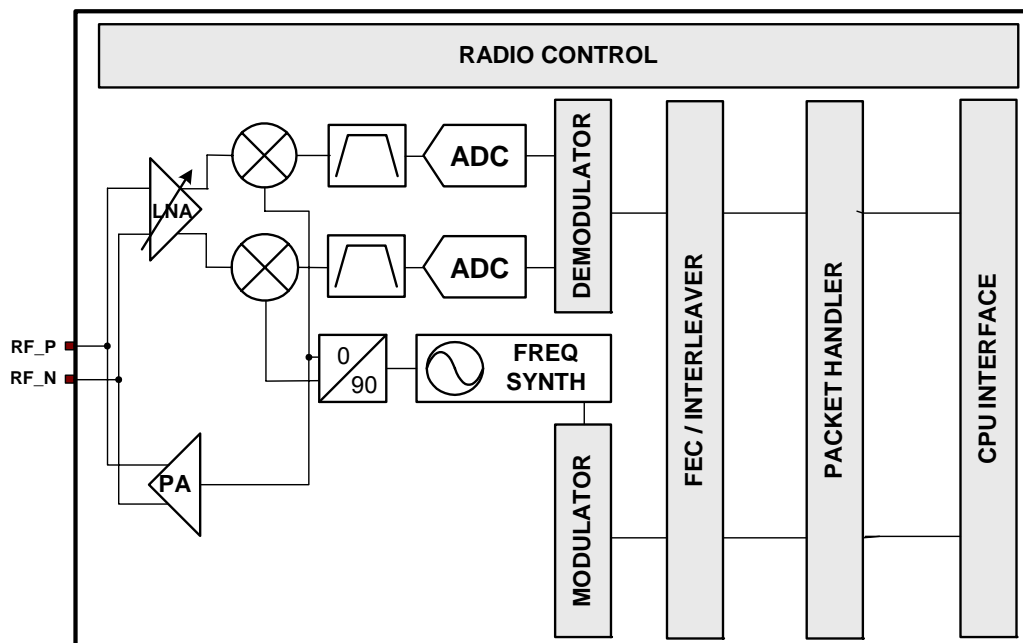 RADIO CONTROL
LNA
ADC
ADC
DEMODULATOR
FEC / INTERLEAVER
PACKET HANDLER
CPU INTERFACE
RF_P
RF_N
0
90
FREQ
SYNTH
PA
MODULATOR